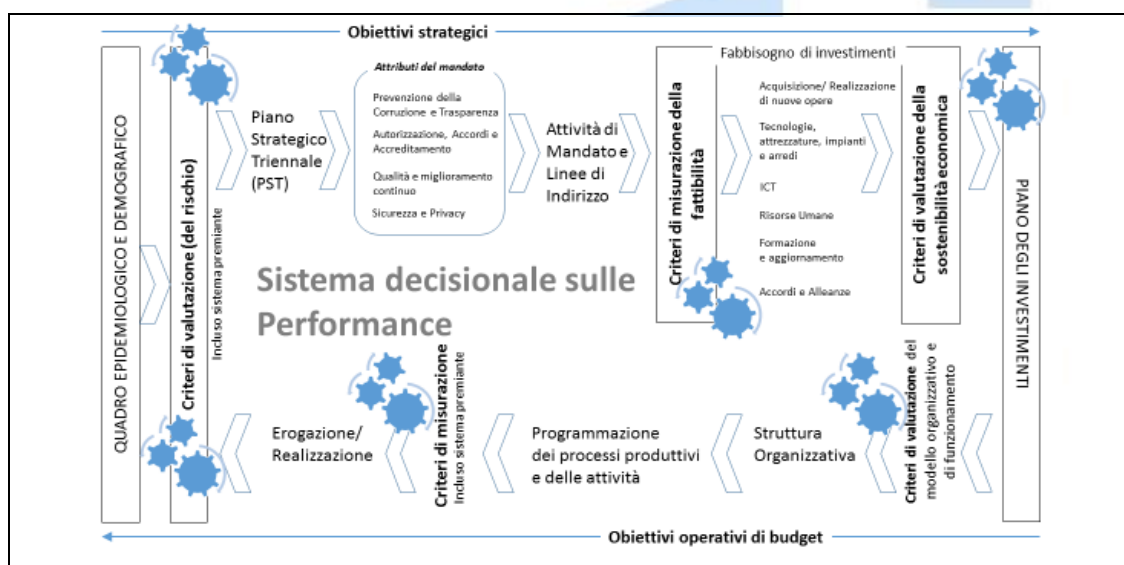 Obiettivi strategici
QUADRO EPIDEMIOLOGICO E DEMOGRAFICO
Criteri di valutazione (del rischio)
Incluso sistema premiante
Piano
Strategico
Triennale
(PST)
Attributi del mandato
Prevenzione della
Corruzione e Trasparenza
Autorizzazione, Accordi e
Accreditamento
Qualità e miglioramento
continuo
Sicurezza e Privacy
Attività di
Mandato e
Linee di
Indirizzo
Criteri di misurazione della
fattibilità
Fabbisogno di investimenti
Acquisizione/ Realizzazione
di nuove opere
Tecnologie,
attrezzature, impianti
e arredi
ICT
Risorse Umane
Formazione
e aggiornamento
Accordi e Alleanze
Criteri di valutazione della
sostenibilità economica
PIANO DEGLI INVESTIMENTI
Sistema decisionale sulle
Performance
Erogazione/
Realizzazione
Criteri di misurazione
Incluso sistema premiante
Programmazione
dei processi produttivi
e delle attività
Struttura
Organizzativa
Criteri di valutazione del
modello organizzativo e
di funzionamento
Obiettivi operativi di budget